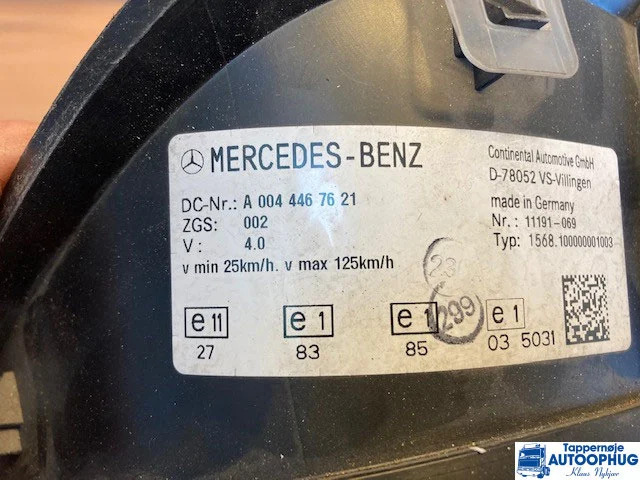 MERCEDES-BENZ
DC-Nr.: A 004 446 76 21
ZGS: 002
V: 4.0
v min 25km/h. v max 125km/h
Continental Automotive GmbH
D-78052 VS-Villingen
made in Germany
Nr.: 11191-069
Typ: 1568.100000001003
23
299
e 11
27
e 1
83
e 1
85
e 1
03 5031
Tappernøje
AUTOOPHUG
Klaus Nyhjær